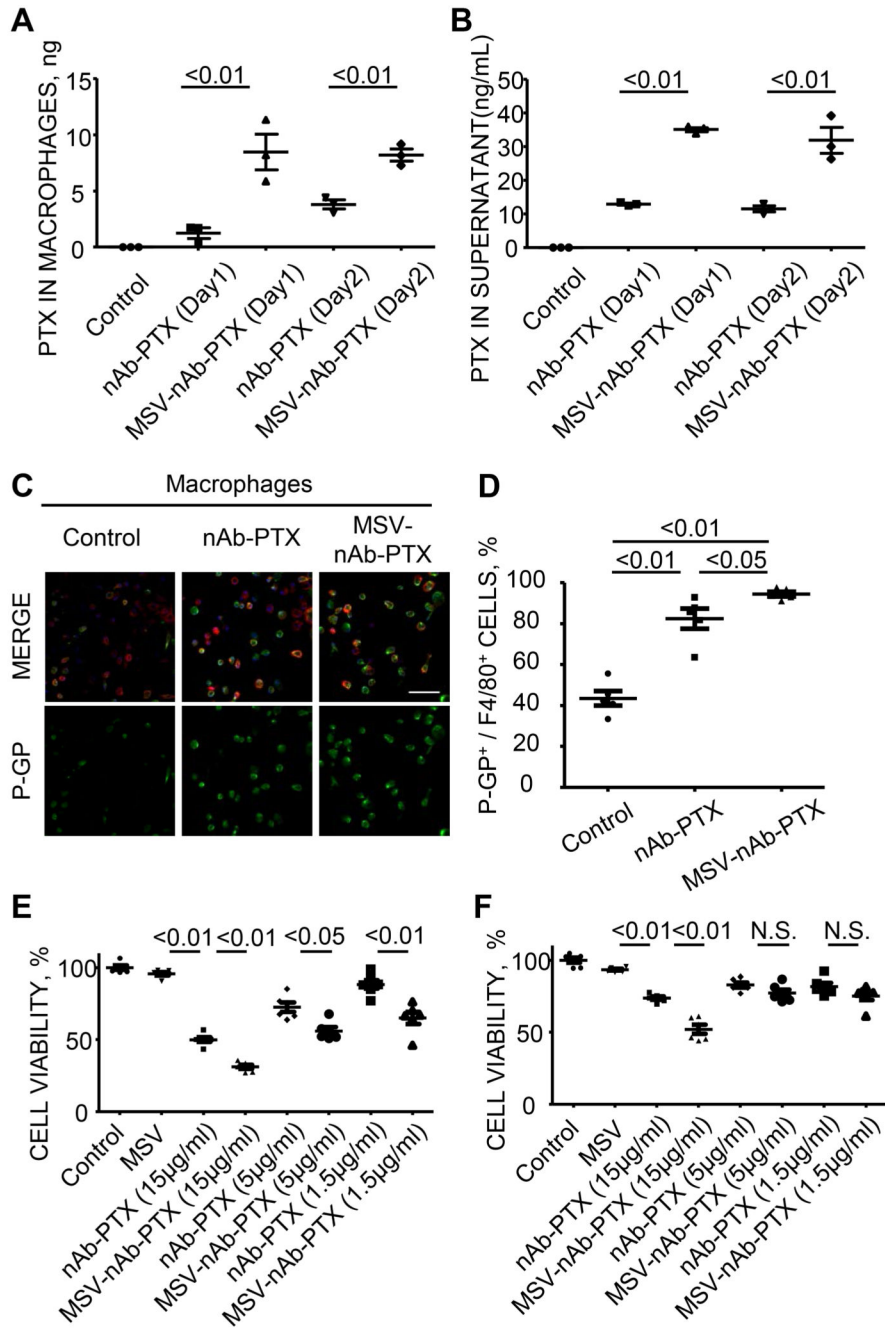 A
PTX IN MACROPHAGES, ng
15
10
5
0
<0.01
<0.01
Control
nAb-PTX (Day1)
MSV-nAb-PTX (Day1)
nAb-PTX (Day2)
MSV-nAb-PTX (Day2)
B
PTX IN SUPERNATANT(ng/mL)
50
40
30
20
10
0
<0.01
<0.01
Control
nAb-PTX (Day1)
MSV-nAb-PTX (Day1)
nAb-PTX (Day2)
MSV-nAb-PTX (Day2)
C
Macrophages
Control
nAb-PTX
MSV-
nAb-PTX
MERGE
P-GP
D
P-GP⁺ / F4/80⁺ CELLS, %
<0.01
<0.01
<0.05
100
80
60
40
20
0
Control
nAb-PTX
MSV-nAb-PTX
E
CELL VIABILITY, %
<0.01
<0.01
<0.05
<0.01
100
50
0
Control
MSV
nAb-PTX (15µg/ml)
MSV-nAb-PTX (15µg/ml)
nAb-PTX (5µg/ml)
MSV-nAb-PTX (5µg/ml)
nAb-PTX (1.5µg/ml)
MSV-nAb-PTX (1.5µg/ml)
F
CELL VIABILITY, %
<0.01
<0.01
N.S.
N.S.
100
50
0
Control
MSV
nAb-PTX (15µg/ml)
MSV-nAb-PTX (15µg/ml)
nAb-PTX (5µg/ml)
MSV-nAb-PTX (5µg/ml)
nAb-PTX (1.5µg/ml)
MSV-nAb-PTX (1.5µg/ml)